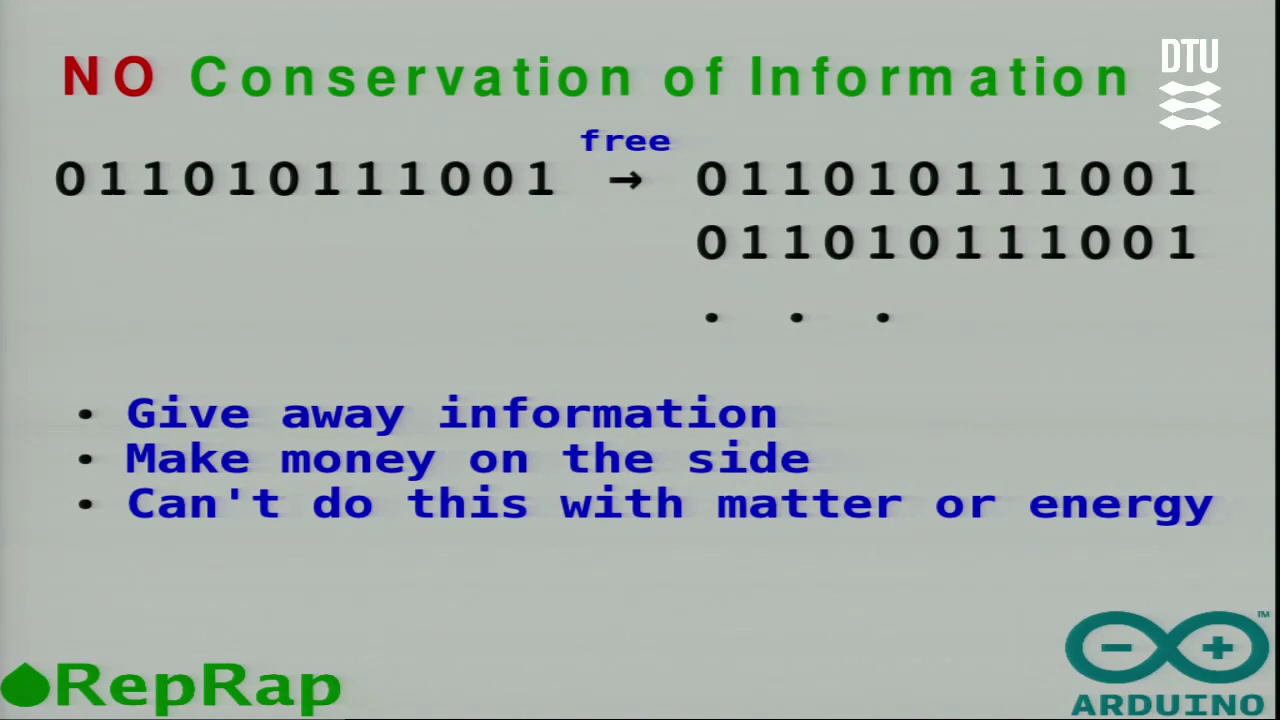 NO Conservation of Information
DTU
free
011010111001 → 011010111001
011010111001
. . .
• Give away information
• Make money on the side
• Can't do this with matter or energy
RepRap
− + ™
ARDUINO